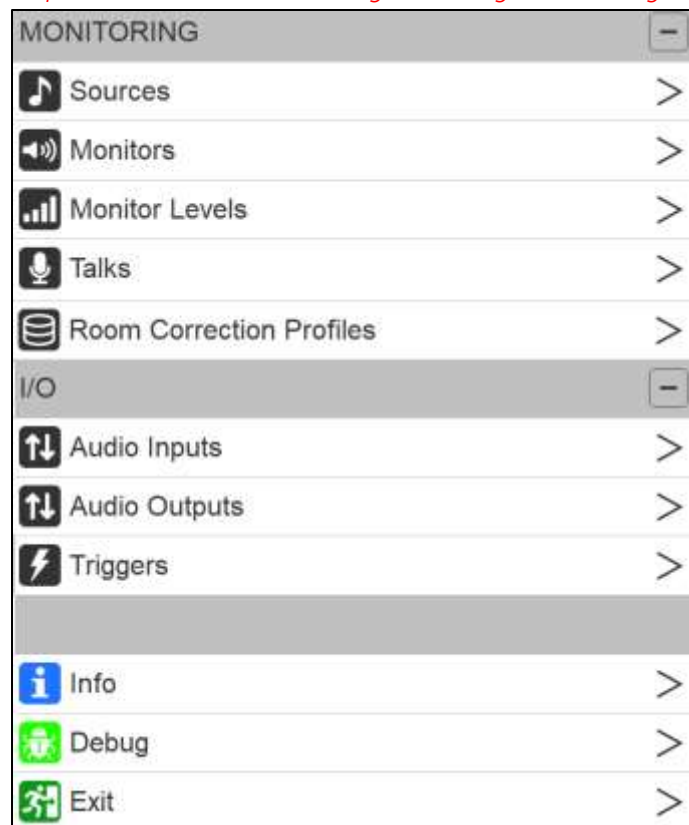 MONITORING
Sources
Monitors
Monitor Levels
Talks
Room Correction Profiles
I/O
Audio Inputs
Audio Outputs
Triggers
Info
Debug
Exit